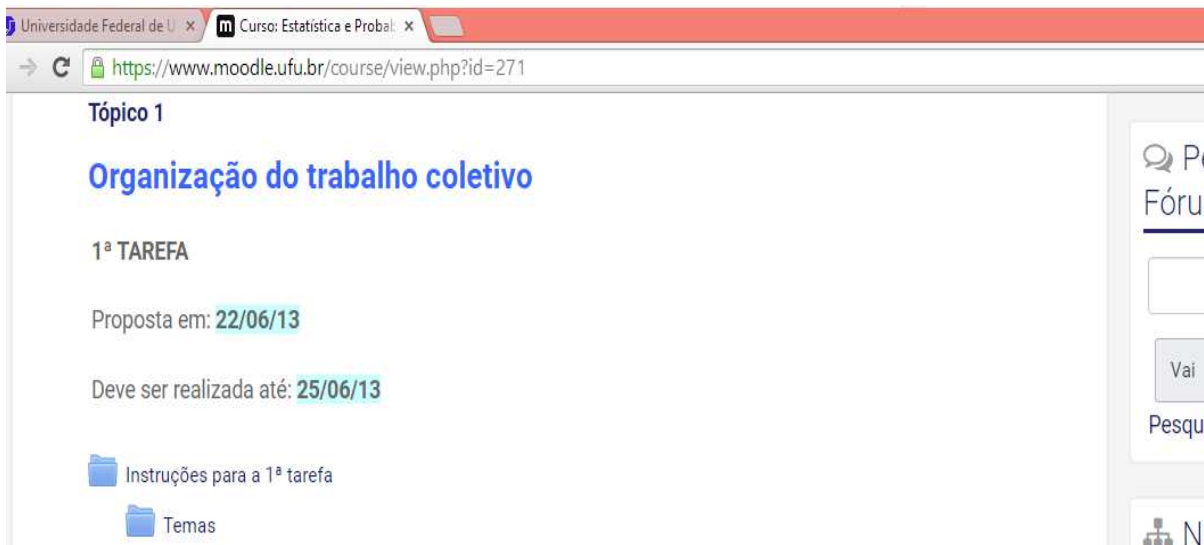 Universidade Federal de U
Curso: Estatística e Probab
https://www.moodle.ufu.br/course/view.php?id=271
Tópico 1
Organização do trabalho coletivo
1ª TAREFA
Proposta em: 22/06/13
Deve ser realizada até: 25/06/13
Instruções para a 1ª tarefa
Temas
Fóru
Vai
Pesqu
N